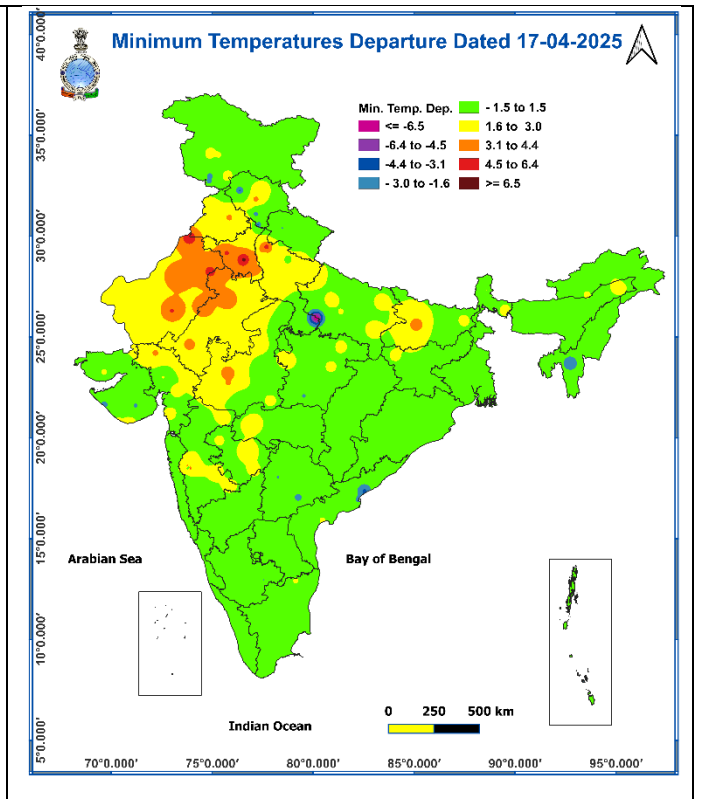 Minimum Temperatures Departure Dated 17-04-2025
Min. Temp. Dep.
- 1.5 to 1.5
<= -6.5
1.6 to 3.0
-6.4 to -4.5
3.1 to 4.4
-4.4 to -3.1
4.5 to 6.4
- 3.0 to -1.6
>= 6.5
40°0.000'
35°0.000'
30°0.000'
25°0.000'
20°0.000'
15°0.000'
10°0.000'
5°0.000'
Arabian Sea
Bay of Bengal
Indian Ocean
0 250 500 km
70°0.000' 75°0.000' 80°0.000' 85°0.000' 90°0.000' 95°0.000'